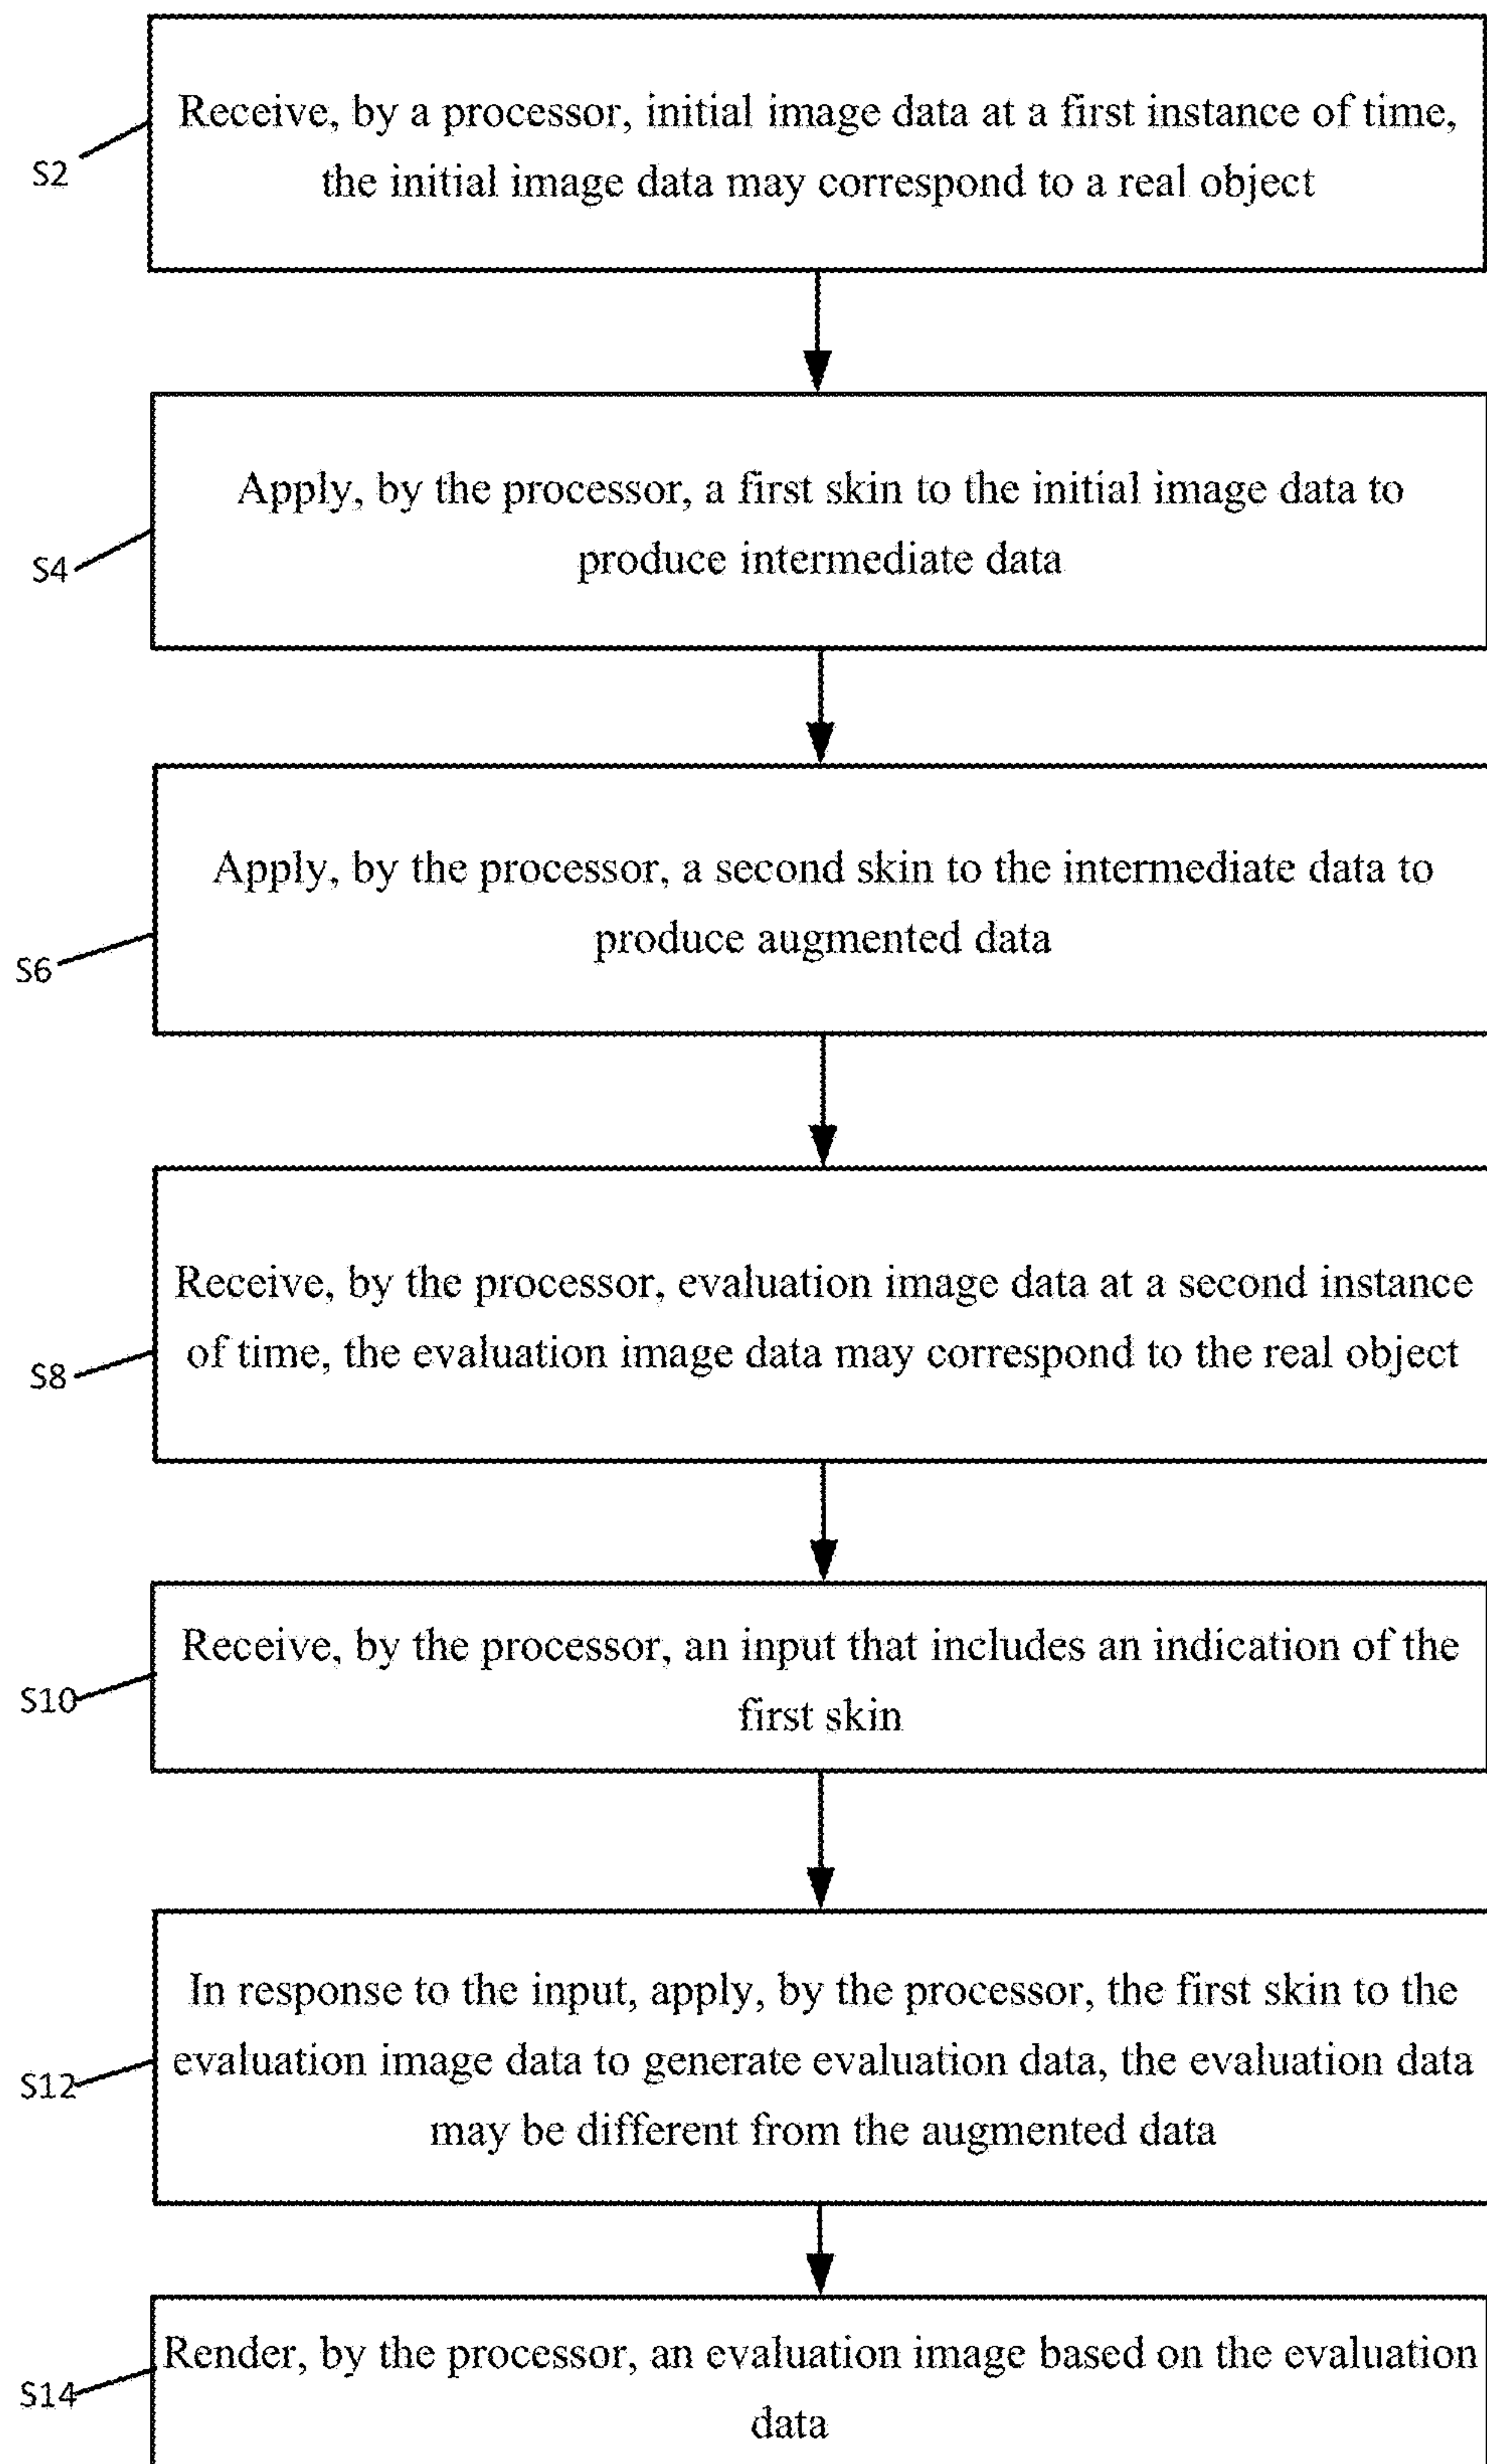 Receive, by a processor, initial image data at a first instance of time,
the initial image data may correspond to a real object
S2
Apply, by the processor, a first skin to the initial image data to
produce intermediate data
S4
Apply, by the processor, a second skin to the intermediate data to
produce augmented data
S6
Receive, by the processor, evaluation image data at a second instance
of time, the evaluation image data may correspond to the real object
S8
Receive, by the processor, an input that includes an indication of the
first skin
S10
In response to the input, apply, by the processor, the first skin to the
evaluation image data to generate evaluation data, the evaluation data
may be different from the augmented data
S12
Render, by the processor, an evaluation image based on the evaluation
data
S14